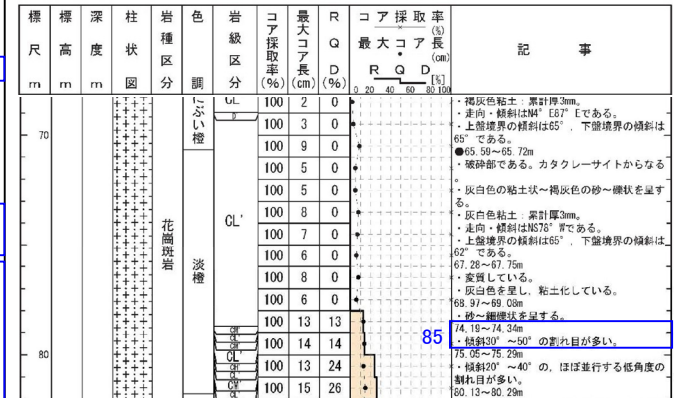 標尺m 標高m 深度m 柱状図 岩種区分 色調 岩級区分 コア採取率(%) 最大コア長(cm) RQD(%) コア採取率(%) 最大コア長(cm) RQD[%] 記事
0 20 40 60 80 100
ぶい橙
100 2 0
D
70
100 3 0
100 9 0
100 5 0
100 5 0
花崗斑岩
淡橙
CL'
100 8 0
100 7 0
100 6 0
100 8 0
100 6 0
100 13 13
100 14 14
80
CL'
100 13 24
100 15 26
・褐灰色粘土：累計厚3mm。
・走向・傾斜はN4°E87°Eである。
・上盤境界の傾斜は65°，下盤境界の傾斜は
65°である。
●65.59～65.72m
・破砕部である。カタクレーサイトからなる
。
・灰白色の粘土状～褐灰色の砂～礫状を呈す
る。
・灰白色粘土：累計厚3mm。
・走向・傾斜はNS78°Wである。
・上盤境界の傾斜は65°，下盤境界の傾斜は
62°である。
67.28～67.75m
・変質している。
・灰白色を呈し，粘土化している。
68.97～69.08m
・砂～細礫状を呈する。
85
74.19～74.34m
・傾斜30°～50°の割れ目が多い。
75.05～75.29m
・傾斜20°～40°の，ほぼ並行する低角度の
割れ目が多い。
80.13～80.29m